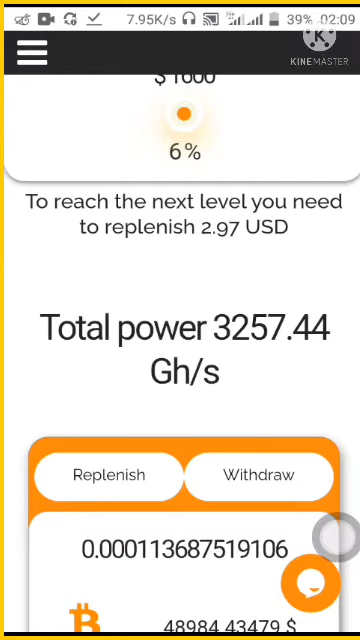 7.95K/s 39% 02:09
KINEMASTER
$ 1600
6%
To reach the next level you need
to replenish 2.97 USD
Total power 3257.44
Gh/s
Replenish Withdraw
0.000113687519106
48984.43479 $